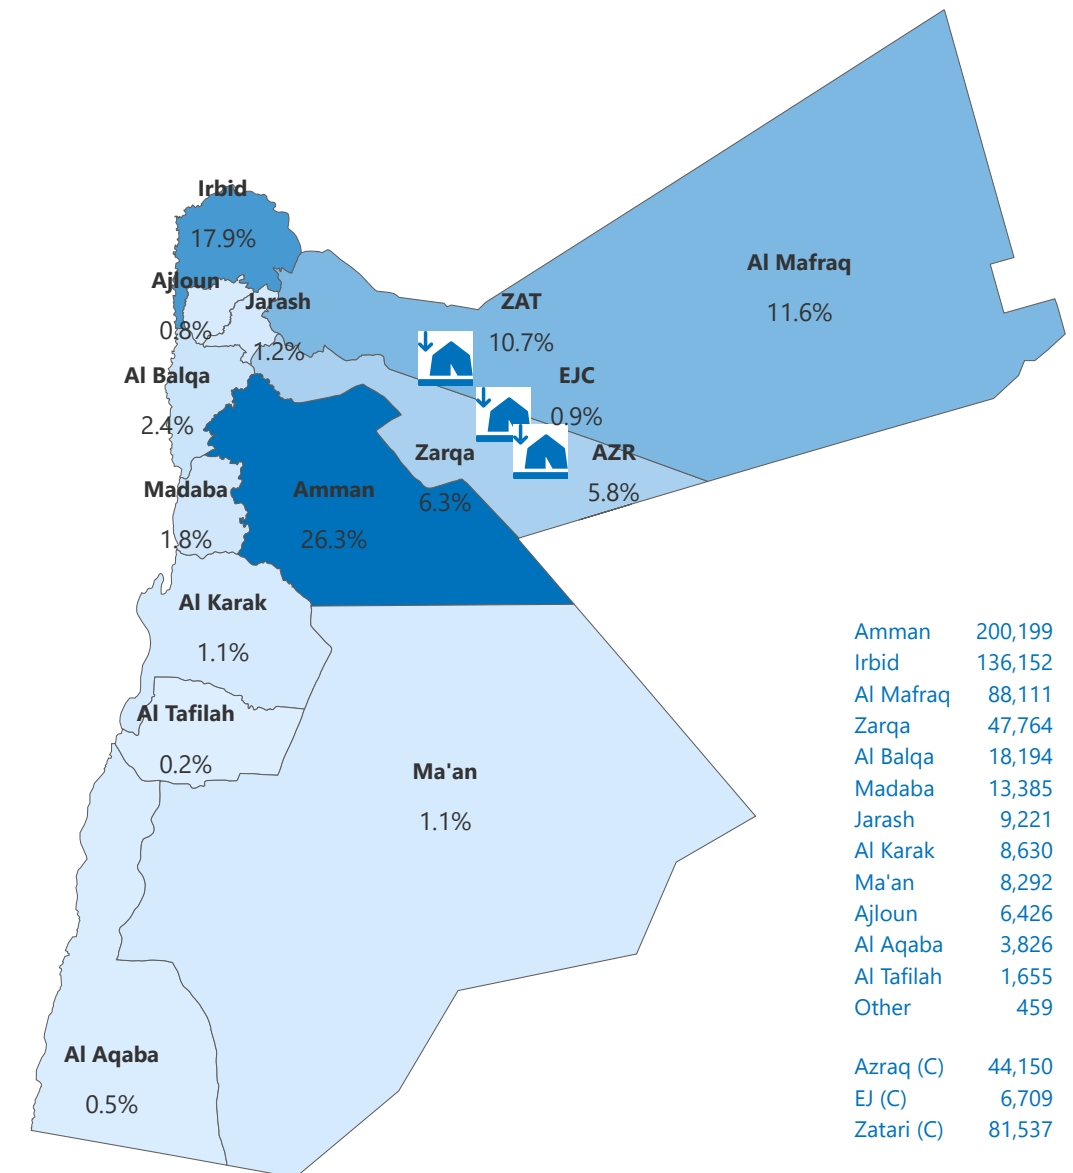 Irbid
17.9%
Al Mafraq
11.6%
Ajloun
0.8%
Jarash
1.2%
ZAT
10.7%
EJC
0.9%
Al Balqa
2.4%
Zarqa
6.3%
AZR
5.8%
Madaba
1.8%
Amman
26.3%
Al Karak
1.1%
Al Tafilah
0.2%
Ma'an
1.1%
Al Aqaba
0.5%
Amman 200,199
Irbid 136,152
Al Mafraq 88,111
Zarqa 47,764
Al Balqa 18,194
Madaba 13,385
Jarash 9,221
Al Karak 8,630
Ma'an 8,292
Ajloun 6,426
Al Aqaba 3,826
Al Tafilah 1,655
Other 459
Azraq (C) 44,150
EJ (C) 6,709
Zatari (C) 81,537